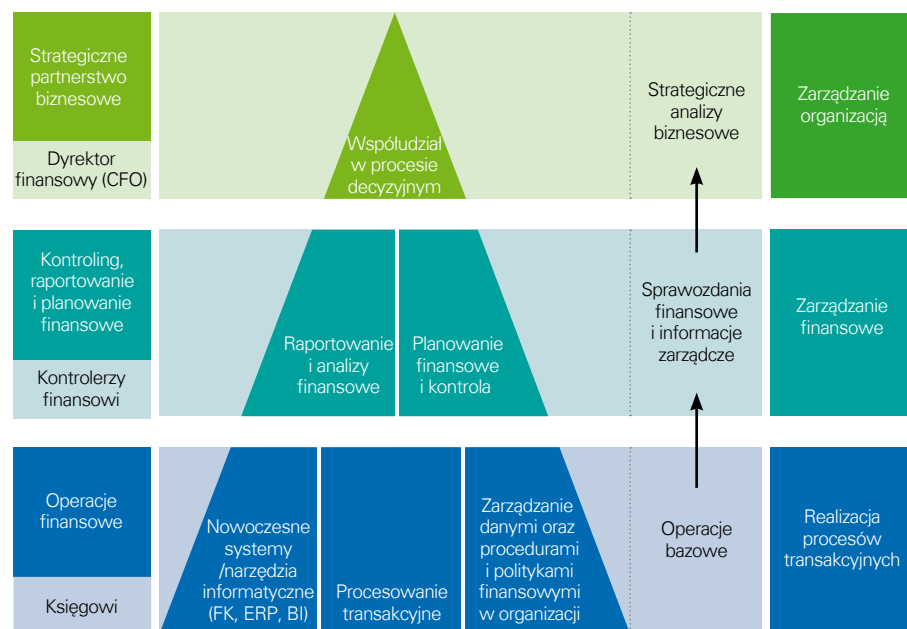 Strategiczne
partnerstwo
biznesowe
Dyrektor
finansowy (CFO)
Współudział
w procesie
decyzyjnym
Strategiczne
analizy
biznesowe
Zarządzanie
organizacją
Kontroling,
raportowanie
i planowanie
finansowe
Kontrolerzy
finansowi
Raportowanie
i analizy
finansowe
Planowanie
finansowe
i kontrola
Sprawozdania
finansowe
i informacje
zarządcze
Zarządzanie
finansowe
Operacje
finansowe
Księgowi
Nowoczesne
systemy
/narzędzia
informatyczne
(FK, ERP, BI)
Procesowanie
transakcyjne
Zarządzanie
danymi oraz
procedurami
i politykami
finansowymi
w organizacji
Operacje
bazowe
Realizacja
procesów
transakcyjnych